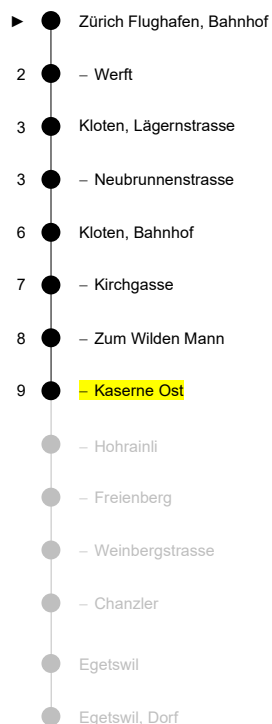 ► Zürich Flughafen, Bahnhof
2 – Werft
3 Kloten, Lägernstrasse
3 – Neubrunnenstrasse
6 Kloten, Bahnhof
7 – Kirchgasse
8 – Zum Wilden Mann
9 – Kaserne Ost
– Hohrainli
– Freienberg
– Weinbergstrasse
– Chanzler
Egetswil
Egetswil, Dorf